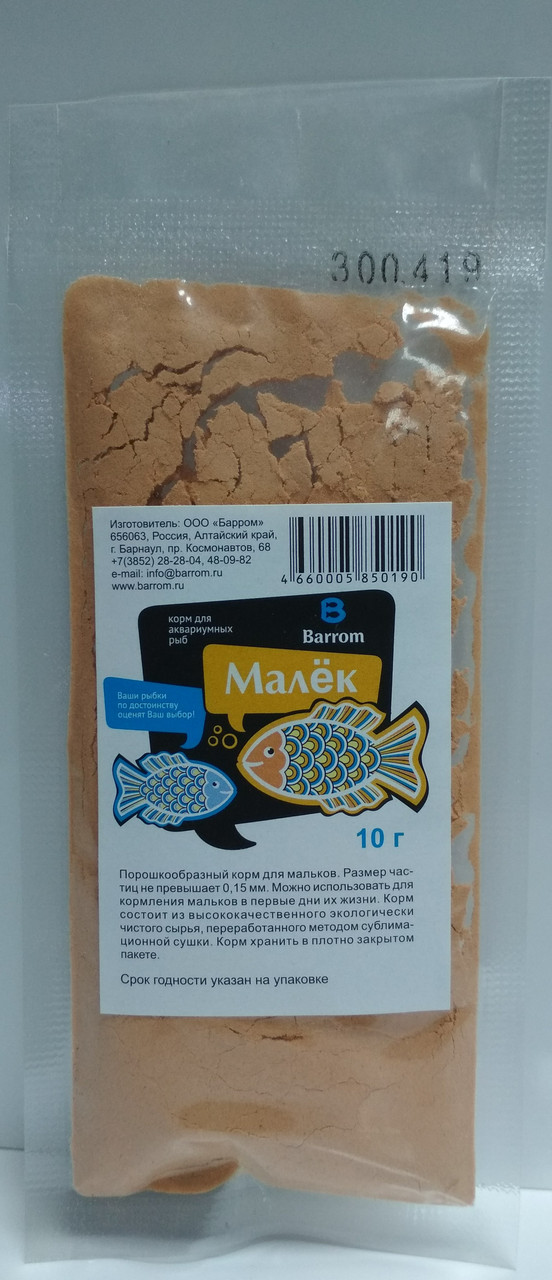 300419
Изготовитель: ООО «Барром»
656063, Россия, Алтайский край,
г. Барнаул, пр. Космонавтов, 68
+7(3852) 28-28-04, 48-09-82
e-mail: info@barrom.ru
www.barrom.ru
4 660005 850190
корм для
аквариумных
рыб
Barrom
Малёк
Ваши рыбки
по достоинству
оценят Ваш выбор!
10 г
Порошкообразный корм для мальков. Размер час-
тиц не превышает 0,15 мм. Можно использовать для
кормления мальков в первые дни их жизни. Корм
состоит из высококачественного экологически
чистого сырья, переработанного методом сублима-
ционной сушки. Корм хранить в плотно закрытом
пакете.
Срок годности указан на упаковке